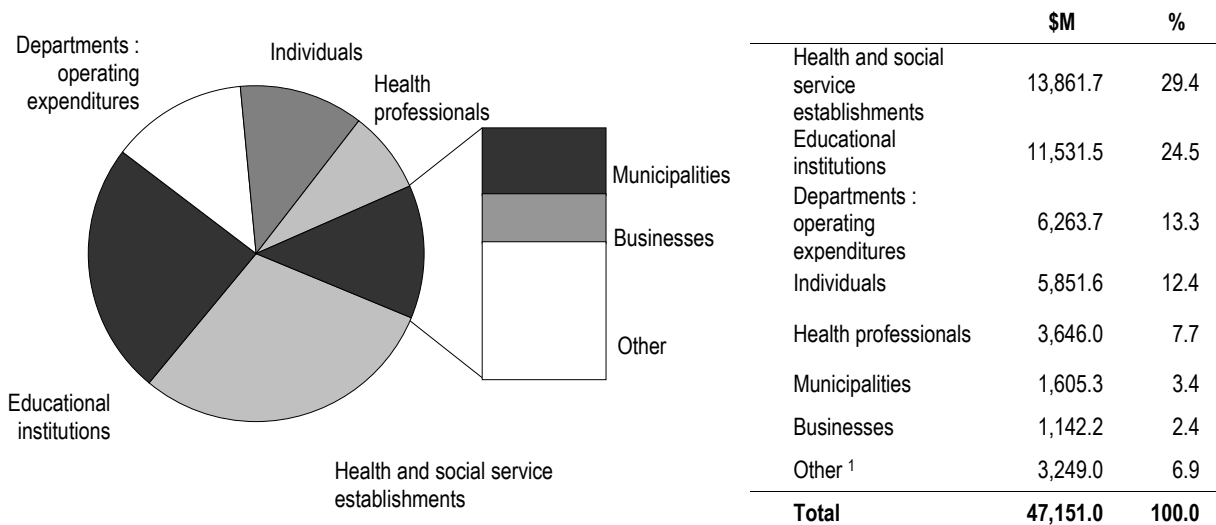 Departments :
operating
expenditures
Individuals
Health
professionals
Municipalities
Businesses
Other
Educational
institutions
Health and social service
establishments
$M %
Health and social
service
establishments 13,861.7 29.4
Educational
institutions 11,531.5 24.5
Departments :
operating
expenditures 6,263.7 13.3
Individuals 5,851.6 12.4
Health professionals 3,646.0 7.7
Municipalities 1,605.3 3.4
Businesses 1,142.2 2.4
Other 1 3,249.0 6.9
Total 47,151.0 100.0